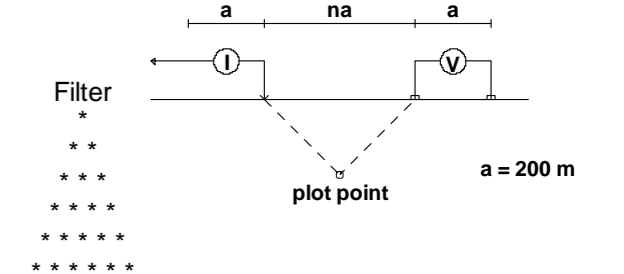 a na a
I V
Filter
*
* *
* * *
* * * *
* * * * *
* * * * * *
a = 200 m
plot point